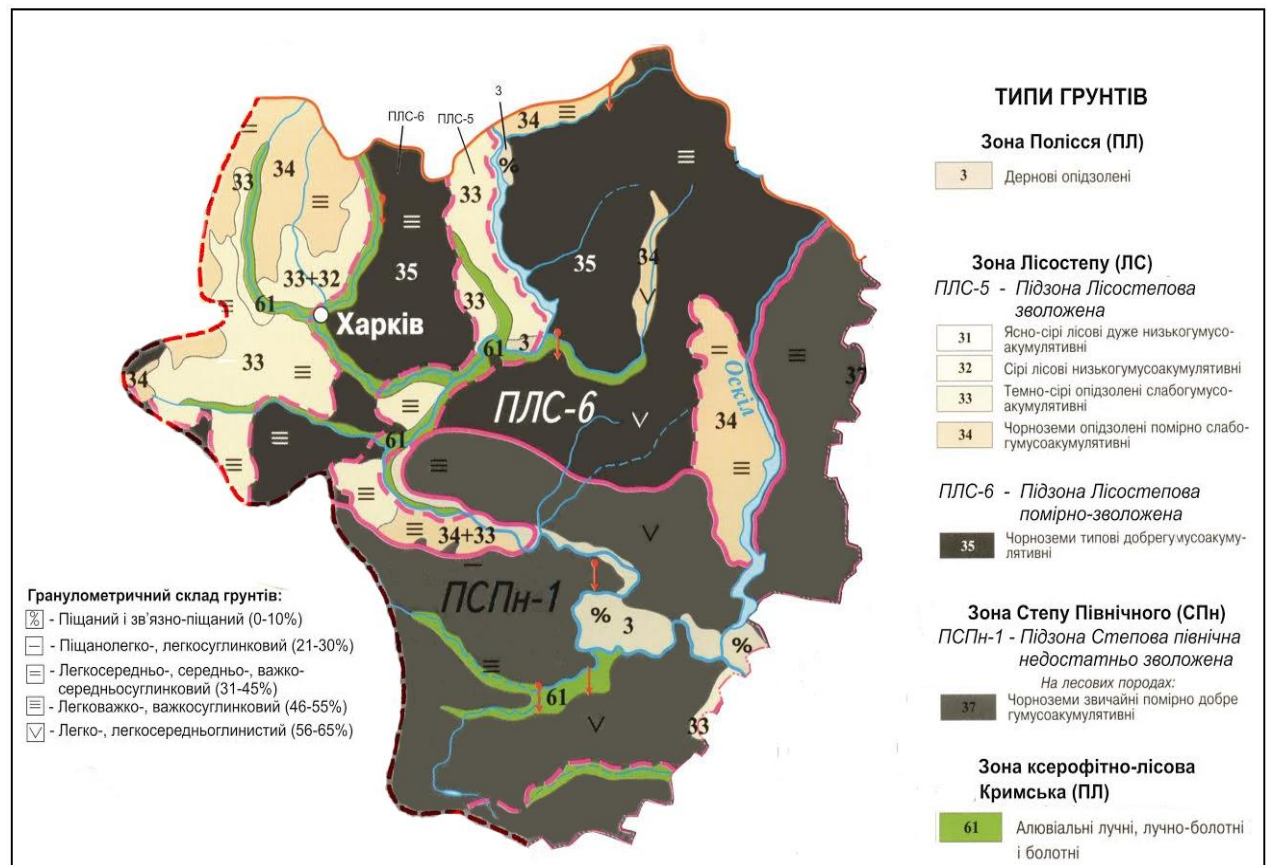 ТИПИ ГРУНТІВ
Зона Полісся (ПЛ)
3 Дернові опідзолені
Зона Лісостепу (ЛС)
ПЛС-5 - Підзона Лісостепова
зволожена
31 Ясно-сірі лісові дуже низькогумусо-
акумулятивні
32 Сірі лісові низькогумусоакумулятивні
33 Темно-сірі опідзолені слабогумусо-
акумулятивні
34 Чорноземи опідзолені помірно слабо-
гумусоакумулятивні
ПЛС-6 - Підзона Лісостепова
помірно-зволожена
35 Чорноземи типові добрегумусоакуму-
лятивні
Зона Степу Північного (СПн)
ПСПн-1 - Підзона Степова північна
недостатньо зволожена
На лесових породах:
37 Чорноземи звичайні помірно добре
гумусоакумулятивні
Зона ксерофітно-лісова
Кримська (ПЛ)
61 Алювіальні лучні, лучно-болотні
і болотні
3
ПЛС-6
ПЛС-5
34
%
34
33
33
35
35
34
33+32
33
61
Харків
61
3
37
33
34
Оскіл
ПЛС-6
34
61
34+33
ПСПн-1
%
3
%
61
33
Гранулометричний склад грунтів:
% - Піщаний і зв’язно-піщаний (0-10%)
– - Піщанолегко-, легкосуглинковий (21-30%)
= - Легкосередньо-, середньо-, важко-
середньосуглинковий (31-45%)
≡ - Легковажко-, важкосуглинковий (46-55%)
V - Легко-, легкосередньоглинистий (56-65%)